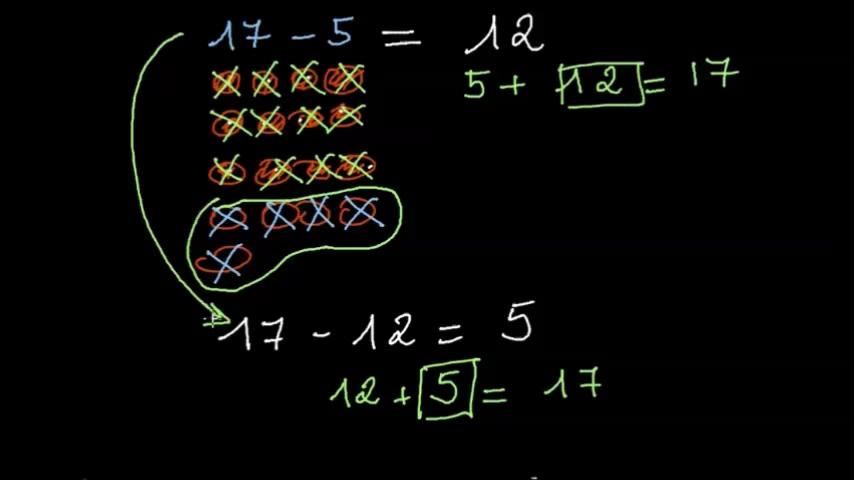 17 - 5 = 12
5 + 12 = 17
17 - 12 = 5
12 + 5 = 17